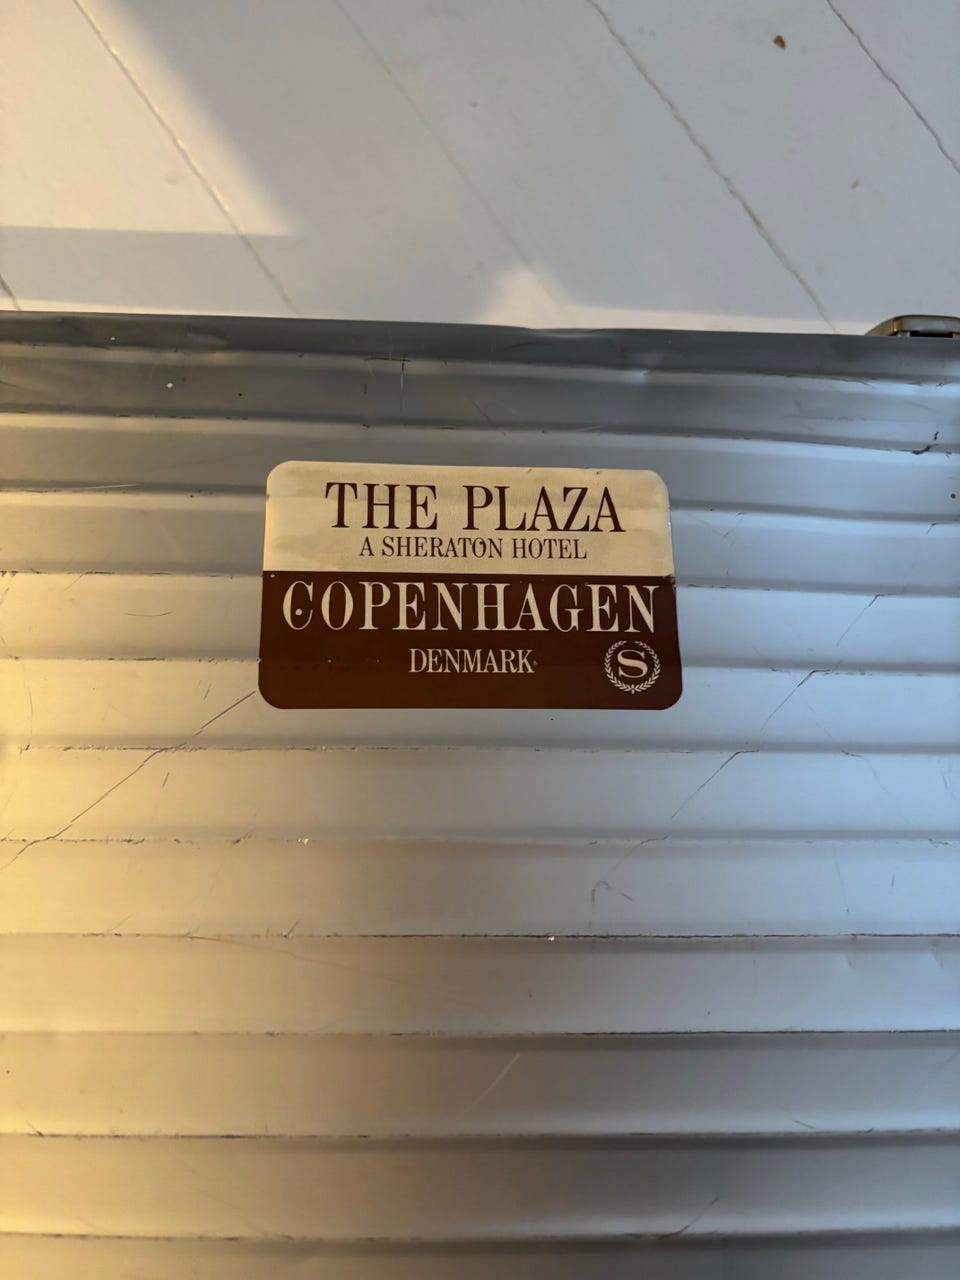 THE PLAZA
A SHERATON HOTEL
COPENHAGEN
DENMARK
S